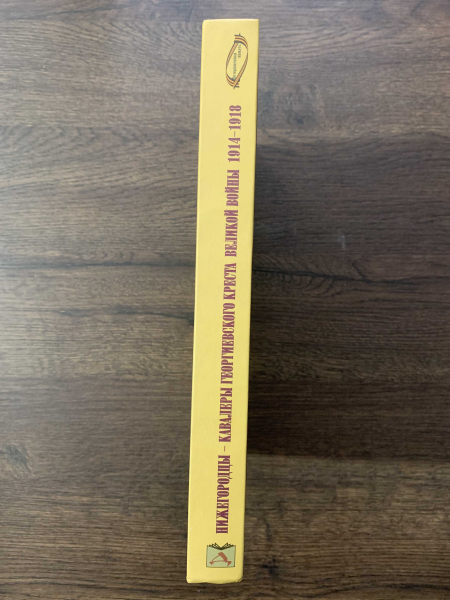 НИЖЕГОРОДЦЫ – КАВАЛЕРЫ ГЕОРГИЕВСКОГО КРЕСТА ВЕЛИКОЙ ВОЙНЫ 1914–1918